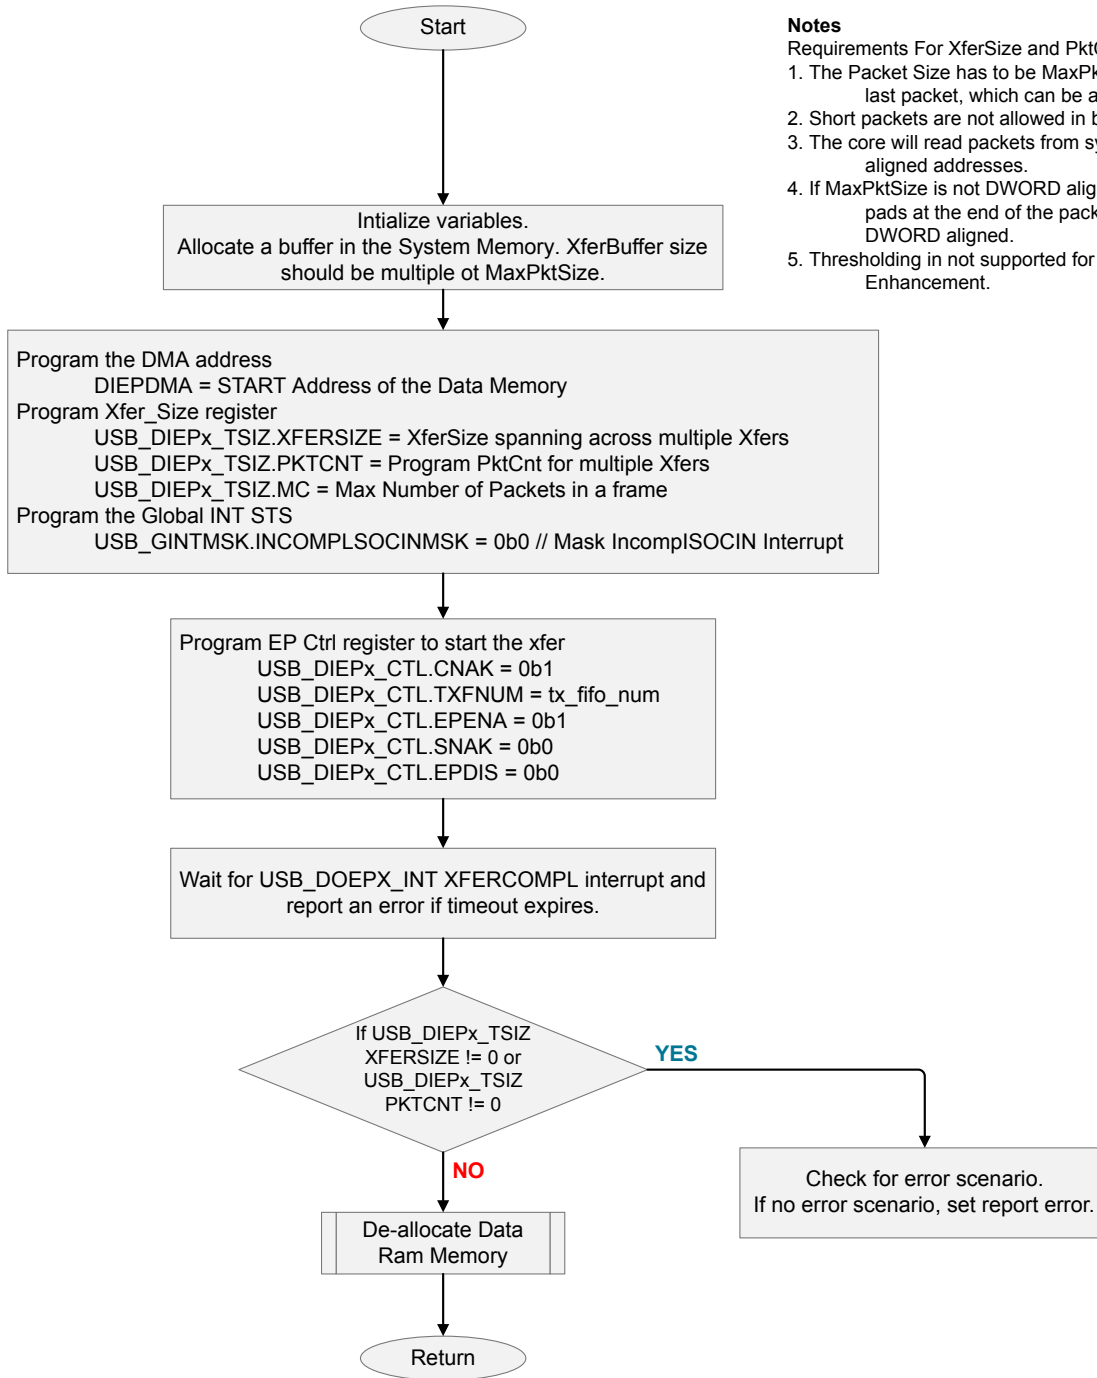 Start
Notes
Requirements For XferSize and
1. The Packet Size has to be
last packet, which can be
2. Short packets are not allowed in
3. The core will read packets from
aligned addresses.
4. If MaxPktSize is not DWORD
pads at the end of the
DWORD aligned.
5. Thresholding in not supported for
Enhancement.
Intialize variables.
Allocate a buffer in the System Memory. XferBuffer size
should be multiple ot MaxPktSize.
Program the DMA address
DIEPDMA = START Address of the Data Memory
Program Xfer_Size register
USB_DIEPx_TSIZ.XFERSIZE = XferSize spanning across multiple Xfers
USB_DIEPx_TSIZ.PKTCNT = Program PktCnt for multiple Xfers
USB_DIEPx_TSIZ.MC = Max Number of Packets in a frame
Program the Global INT STS
USB_GINTMSK.INCOMPLSOCINMSK = 0b0 // Mask IncomplSOCIN Interrupt
Program EP Ctrl register to start the xfer
USB_DIEPx_CTL.CNAK = 0b1
USB_DIEPx_CTL.TXFNUM = tx_fifo_num
USB_DIEPx_CTL.EPENA = 0b1
USB_DIEPx_CTL.SNAK = 0b0
USB_DIEPx_CTL.EPDIS = 0b0
Wait for USB_DOEPX_INT XFERCOMPL interrupt and
report an error if timeout expires.
If USB_DIEPx_TSIZ
XFERSIZE != 0 or
USB_DIEPx_TSIZ
PKTCNT != 0
YES
NO
Check for error scenario.
If no error scenario, set report error.
De-allocate Data
Ram Memory
Return